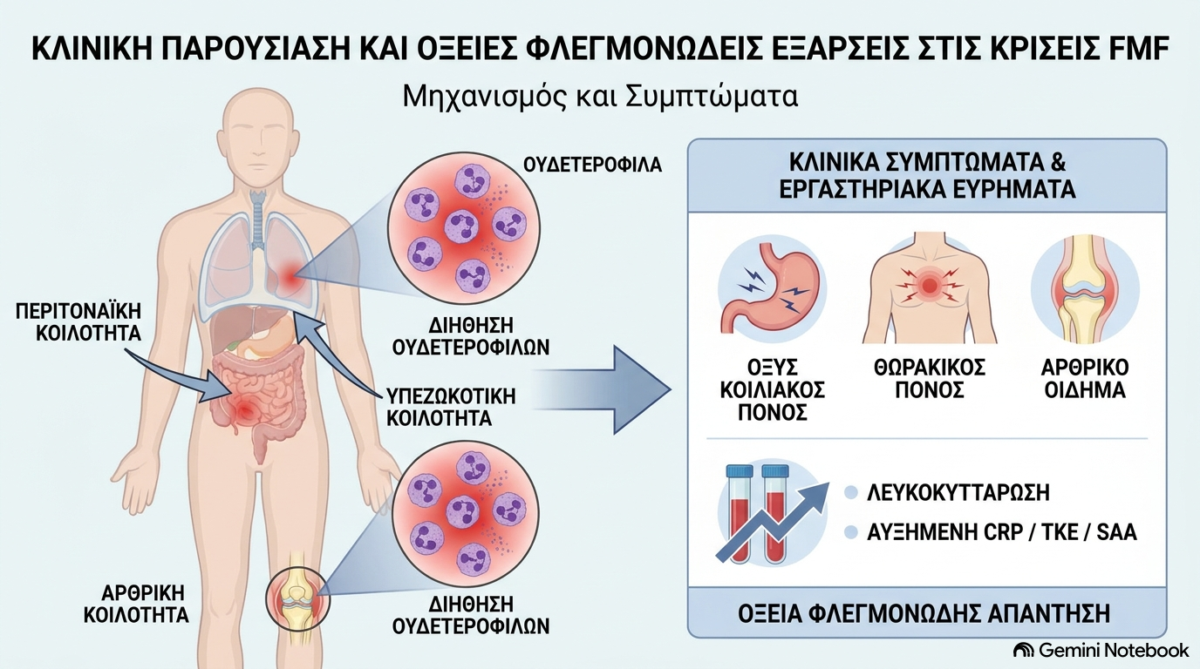 ΚΛΙΝΙΚΗ ΠΑΡΟΥΣΙΑΣΗ ΚΑΙ ΟΞΕΙΕΣ ΦΛΕΓΜΟΝΩΔΕΙΣ ΕΞΑΡΣΕΙΣ ΣΤΙΣ ΚΡΙΣΕΙΣ FMF
Μηχανισμός και Συμπτώματα
ΟΥΔΕΤΕΡΟΦΙΛΑ
ΔΙΗΘΗΣΗ
ΟΥΔΕΤΕΡΟΦΙΛΩΝ
ΠΕΡΙΤΟΝΑΪΚΗ
ΚΟΙΛΟΤΗΤΑ
ΥΠΕΖΩΚΟΤΙΚΗ
ΚΟΙΛΟΤΗΤΑ
ΑΡΘΡΙΚΗ
ΚΟΙΛΟΤΗΤΑ
ΔΙΗΘΗΣΗ
ΟΥΔΕΤΕΡΟΦΙΛΩΝ
ΚΛΙΝΙΚΑ ΣΥΜΠΤΩΜΑΤΑ &
ΕΡΓΑΣΤΗΡΙΑΚΑ ΕΥΡΗΜΑΤΑ
ΟΞΥΣ
ΚΟΙΛΙΑΚΟΣ
ΠΟΝΟΣ
ΘΩΡΑΚΙΚΟΣ
ΠΟΝΟΣ
ΑΡΘΡΙΚΟ
ΟΙΔΗΜΑ
ΛΕΥΚΟΚΥΤΤΑΡΩΣΗ
ΑΥΞΗΜΕΝΗ CRP / ΤΚΕ / SAA
ΟΞΕΙΑ ΦΛΕΓΜΟΝΩΔΗΣ ΑΠΑΝΤΗΣΗ
Gemini Notebook